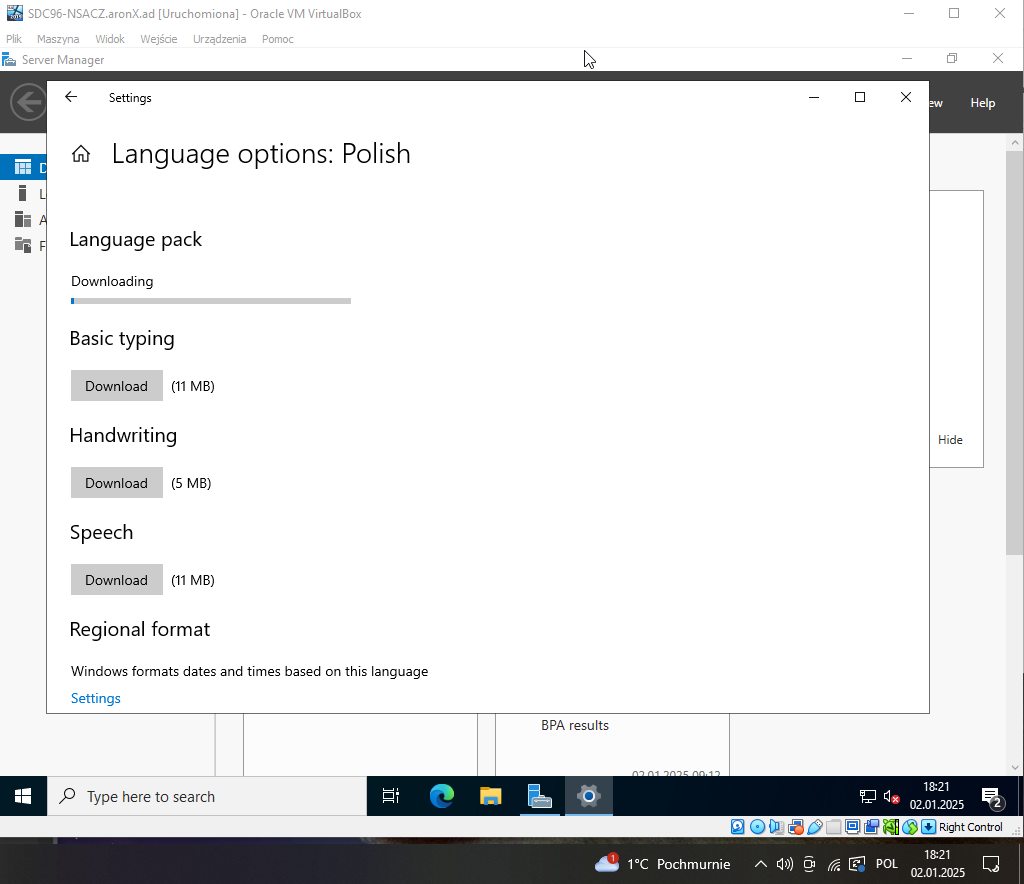 SDC96-NSACZ.aronX.ad [Uruchomiona] - Oracle VM VirtualBox
Plik Maszyna Widok Wejście Urządzenia Pomoc
Server Manager
Settings
ew Help
Language options: Polish
D
L
A
F
Language pack
Downloading
Basic typing
Download (11 MB)
Handwriting
Hide
Download (5 MB)
Speech
Download (11 MB)
Regional format
Windows formats dates and times based on this language
Settings
BPA results
02.01.2025 09:12
Type here to search
18:21
02.01.2025
2
Right Control
1
1°C Pochmurnie
POL
18:21
02.01.2025